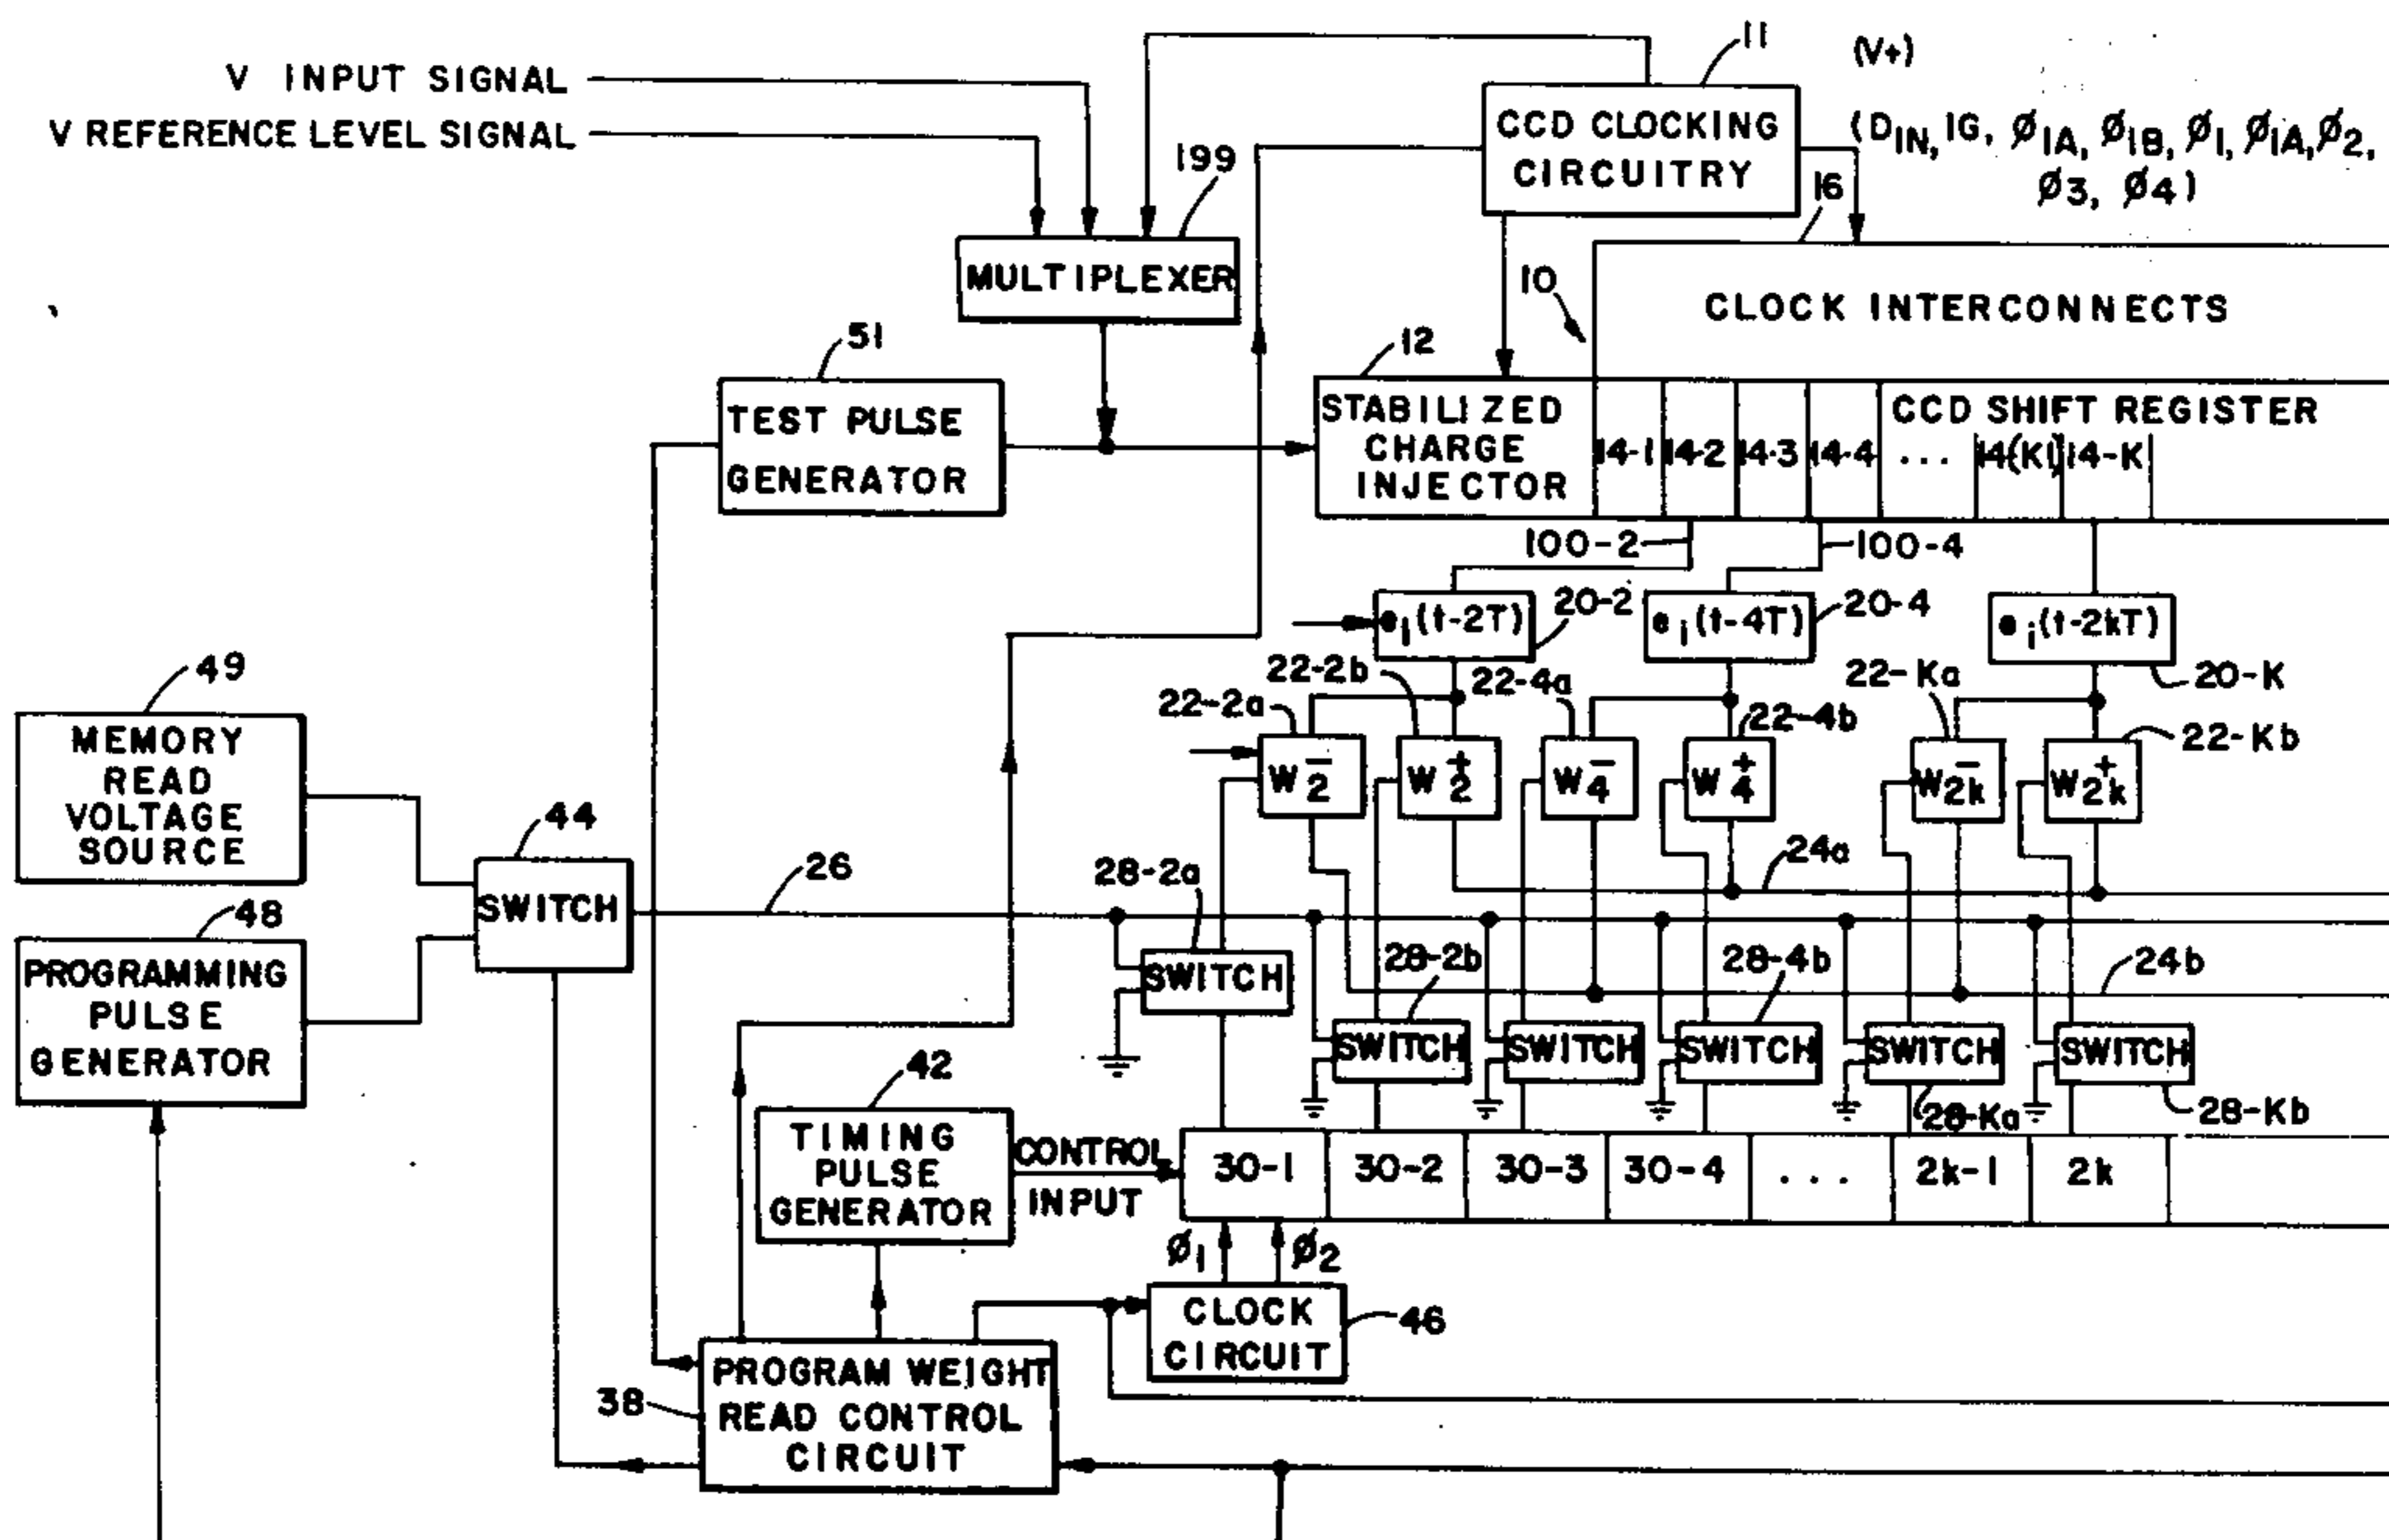 V INPUT SIGNAL
V REFERENCE LEVEL SIGNAL
11
(V+)
CCD CLOCKING
CIRCUITRY
(DIN, IG, ø1A, ø1B, ø1, ø1A, ø2,
ø3, ø4)
199
16
MULTIPLEXER
10
CLOCK INTERCONNECTS
51
12
TEST PULSE
GENERATOR
STABILIZED
CHARGE
INJECTOR
CCD SHIFT REGISTER
14-1
14-2
14-3
14-4
...
14(K1)
14-K
100-2
100-4
ei(t-2T)
20-2
ei(t-4T)
20-4
ei(t-2kT)
20-K
49
22-2a
22-2b
22-4a
22-4b
22-Ka
22-Kb
MEMORY
READ
VOLTAGE
SOURCE
W2-
W2+
W4-
W4+
W2k-
W2k+
44
SWITCH
26
28-2a
24a
48
PROGRAMMING
PULSE
GENERATOR
SWITCH
28-2b
28-4b
24b
SWITCH
SWITCH
SWITCH
SWITCH
SWITCH
28-Ka
28-Kb
42
TIMING
PULSE
GENERATOR
CONTROL
INPUT
30-1
30-2
30-3
30-4
...
2k-1
2k
ø1
ø2
CLOCK
CIRCUIT
46
38
PROGRAM WEIGHT
READ CONTROL
CIRCUIT